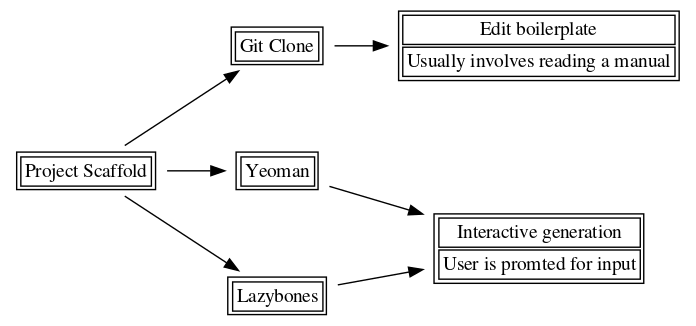 Git Clone
Edit boilerplate
Usually involves reading a manual
Project Scaffold
Yeoman
Interactive generation
User is promted for input
Lazybones